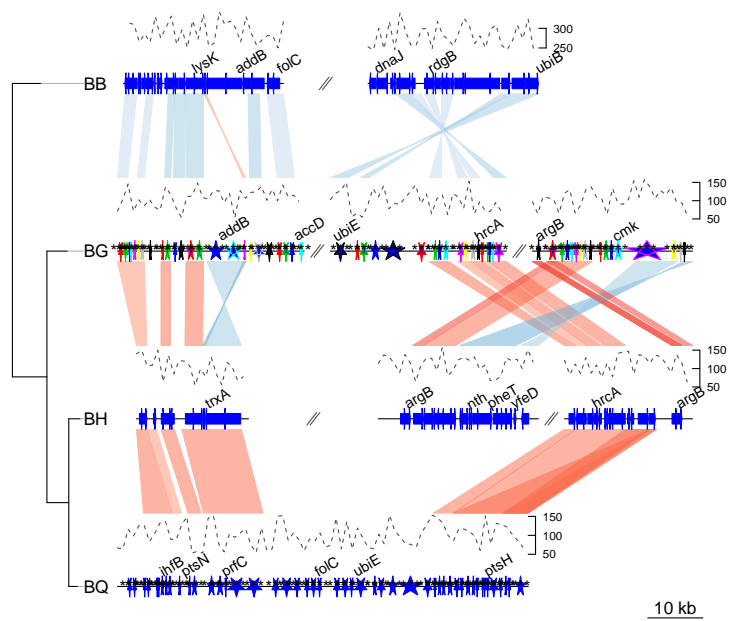 300
250
lysK addB folC dnaJ rdgB ubiB
BB //
150
100
50
addB accD ubiE hrcA argB cmk
BG // //
150
100
50
trxA argB nth pheT yfeD hrcA argB
BH // //
150
100
50
ihfB ptsN prfC folC ubiE ptsH
BQ
10 kb